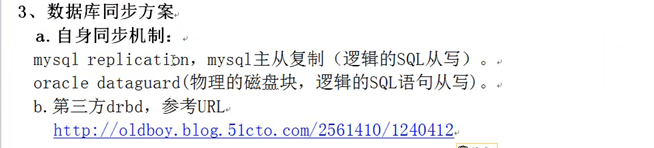 3、数据库同步方案
a.自身同步机制:
mysql replication，mysql主从复制（逻辑的SQL从写）。
oracle dataguard(物理的磁盘块，逻辑的SQL语句从写)。
b.第三方drbd，参考URL
http://oldboy.blog.51cto.com/2561410/1240412